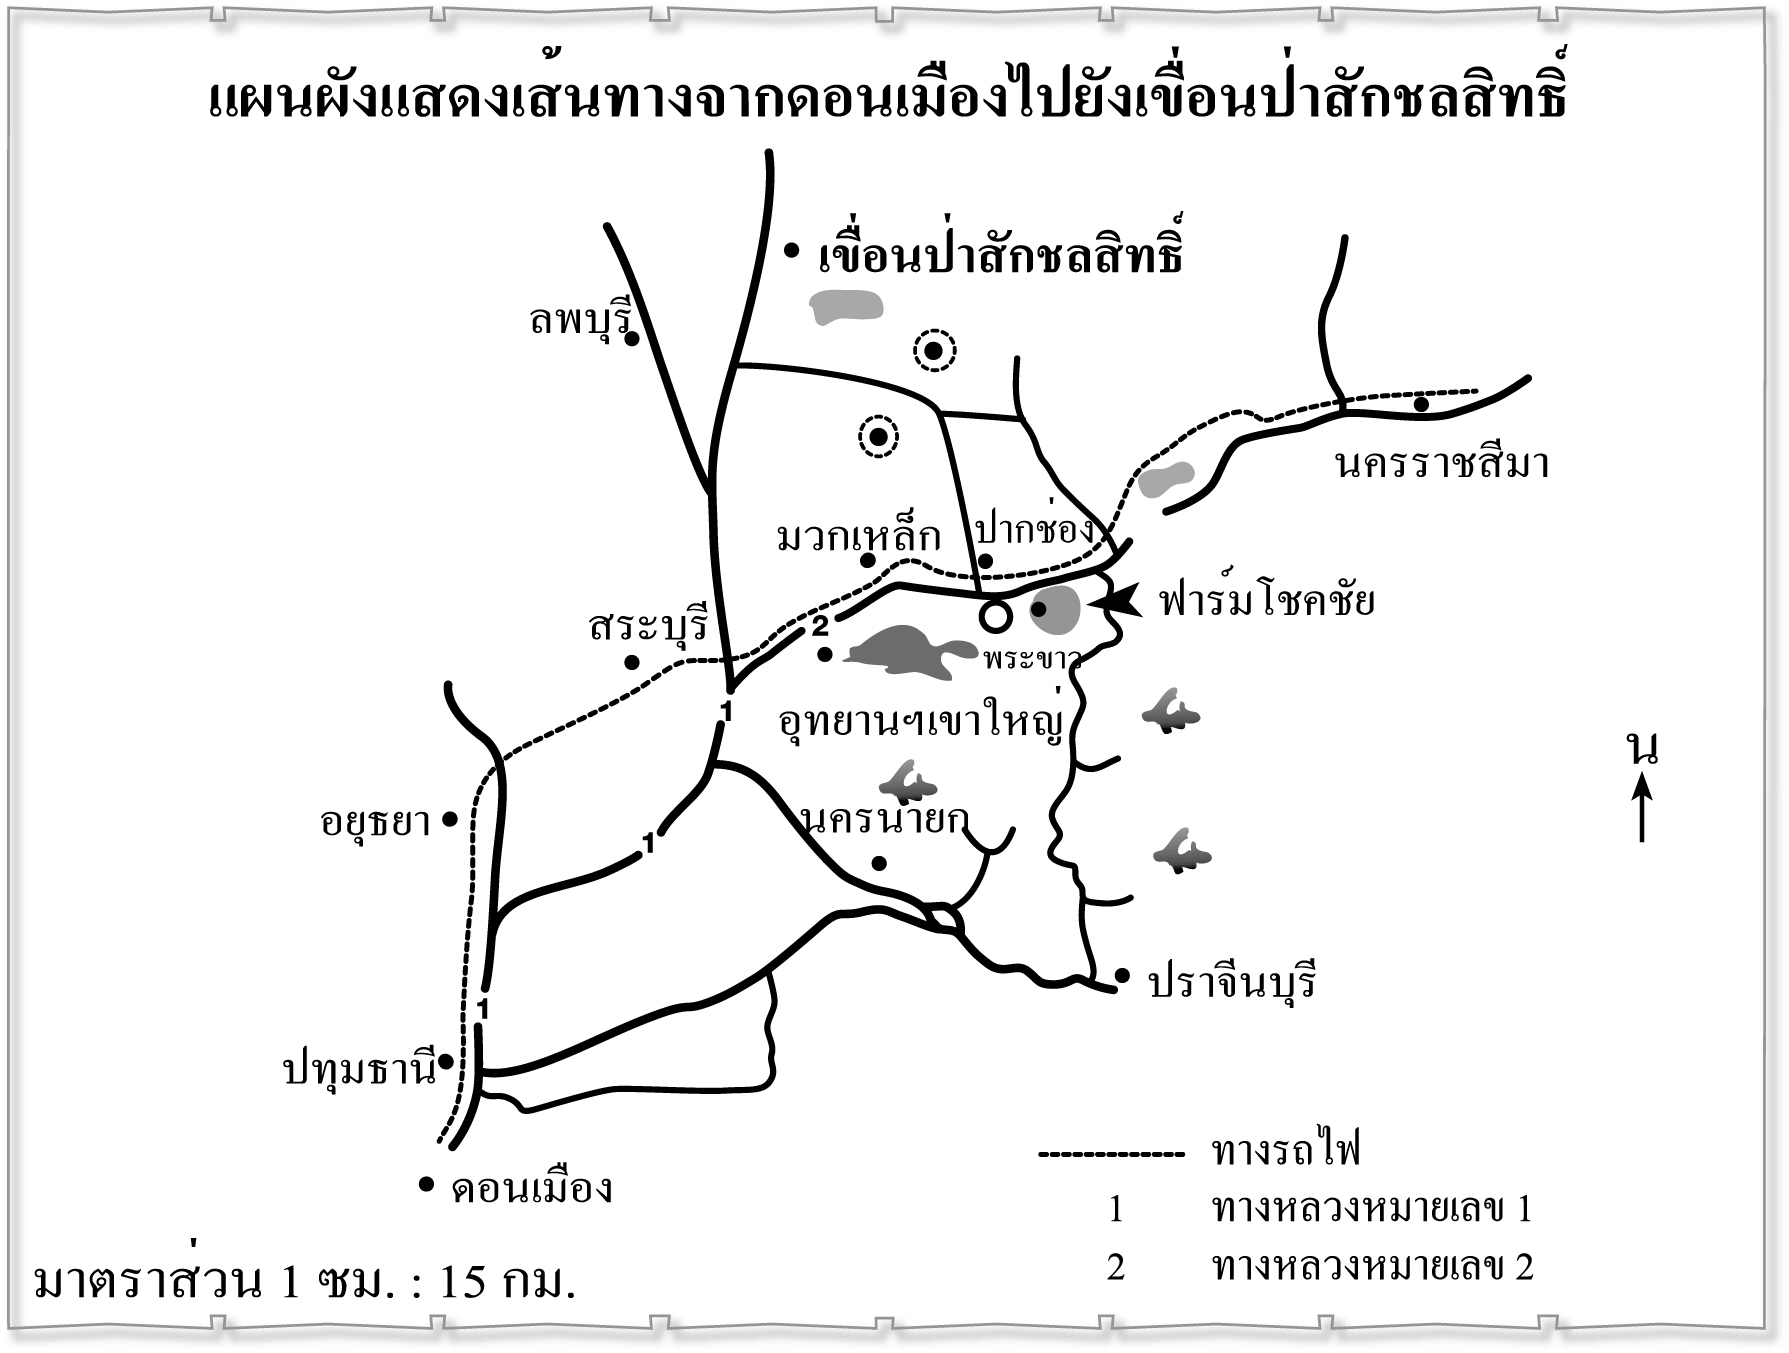 แผนผังแสดงเส้นทางจากดอนเมืองไปยังเขื่อนป่าสักชลสิทธิ์
เขื่อนป่าสักชลสิทธิ์
ลพบุรี
นครราชสีมา
มวกเหล็ก
ปากช่อง
ฟาร์มโชคชัย
สระบุรี
2
พระขาว
1
อุทยานฯเขาใหญ่
น
อยุธยา
นครนายก
1
ปราจีนบุรี
1
ปทุมธานี
ดอนเมือง
ทางรถไฟ
1 ทางหลวงหมายเลข 1
2 ทางหลวงหมายเลข 2
มาตราส่วน 1 ซม. : 15 กม.